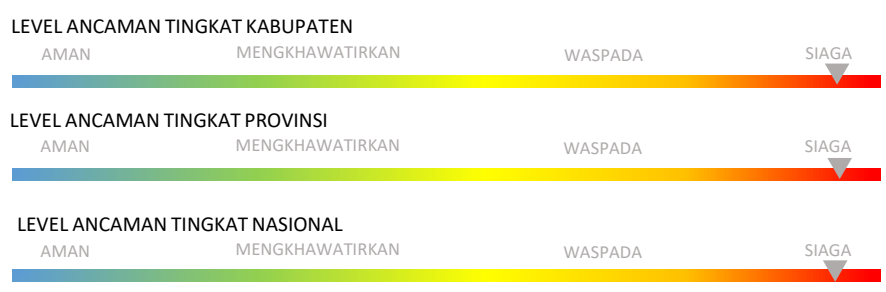 LEVEL ANCAMAN TINGKAT KABUPATEN
AMAN MENGKHAWATIRKAN WASPADA SIAGA
LEVEL ANCAMAN TINGKAT PROVINSI
AMAN MENGKHAWATIRKAN WASPADA SIAGA
LEVEL ANCAMAN TINGKAT NASIONAL
AMAN MENGKHAWATIRKAN WASPADA SIAGA